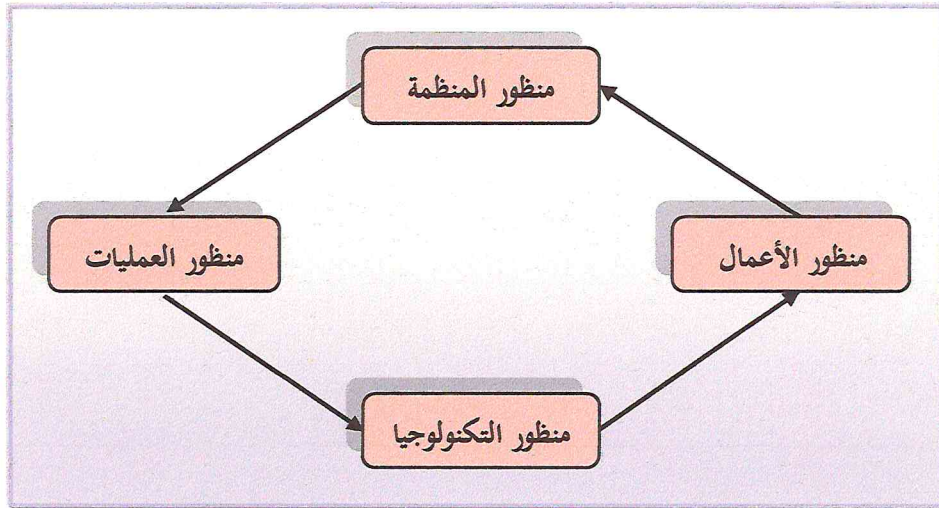 منظور المنظمة
منظور الأعمال
منظور العمليات
منظور التكنولوجيا